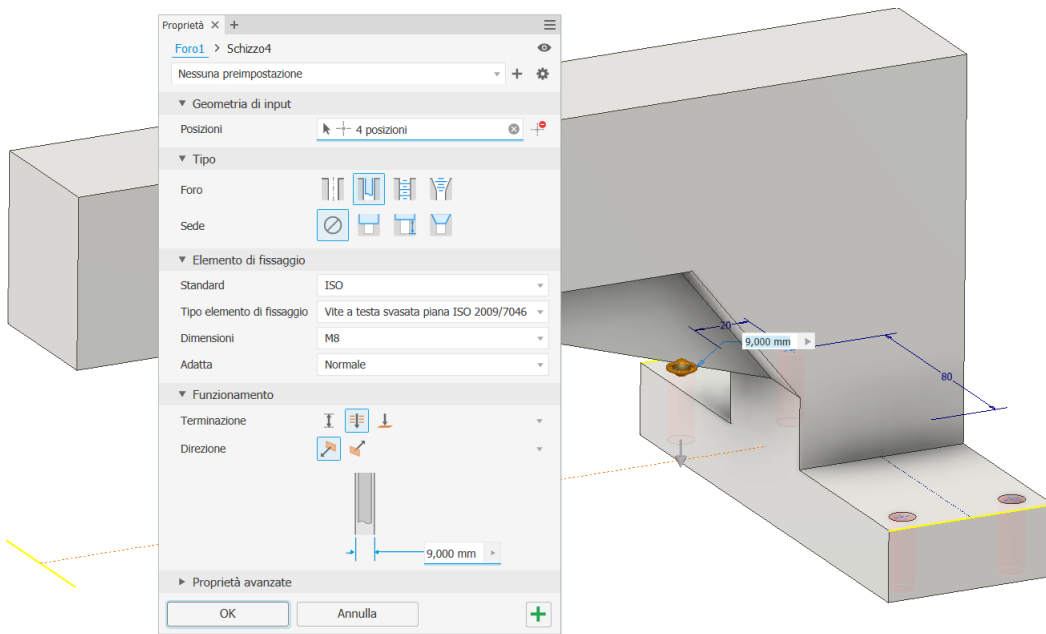 Proprietà × +
Foro1 > Schizzo4
Nessuna preimpostazione
Geometria di input
Posizioni 4 posizioni
Tipo
Foro
Sede
Elemento di fissaggio
Standard ISO
Tipo elemento di fissaggio Vite a testa svasata piana ISO 2009/7046
Dimensioni M8
Adatta Normale
Funzionamento
Terminazione
Direzione
9,000 mm
Proprietà avanzate
OK Annulla
20
9,000 mm
80